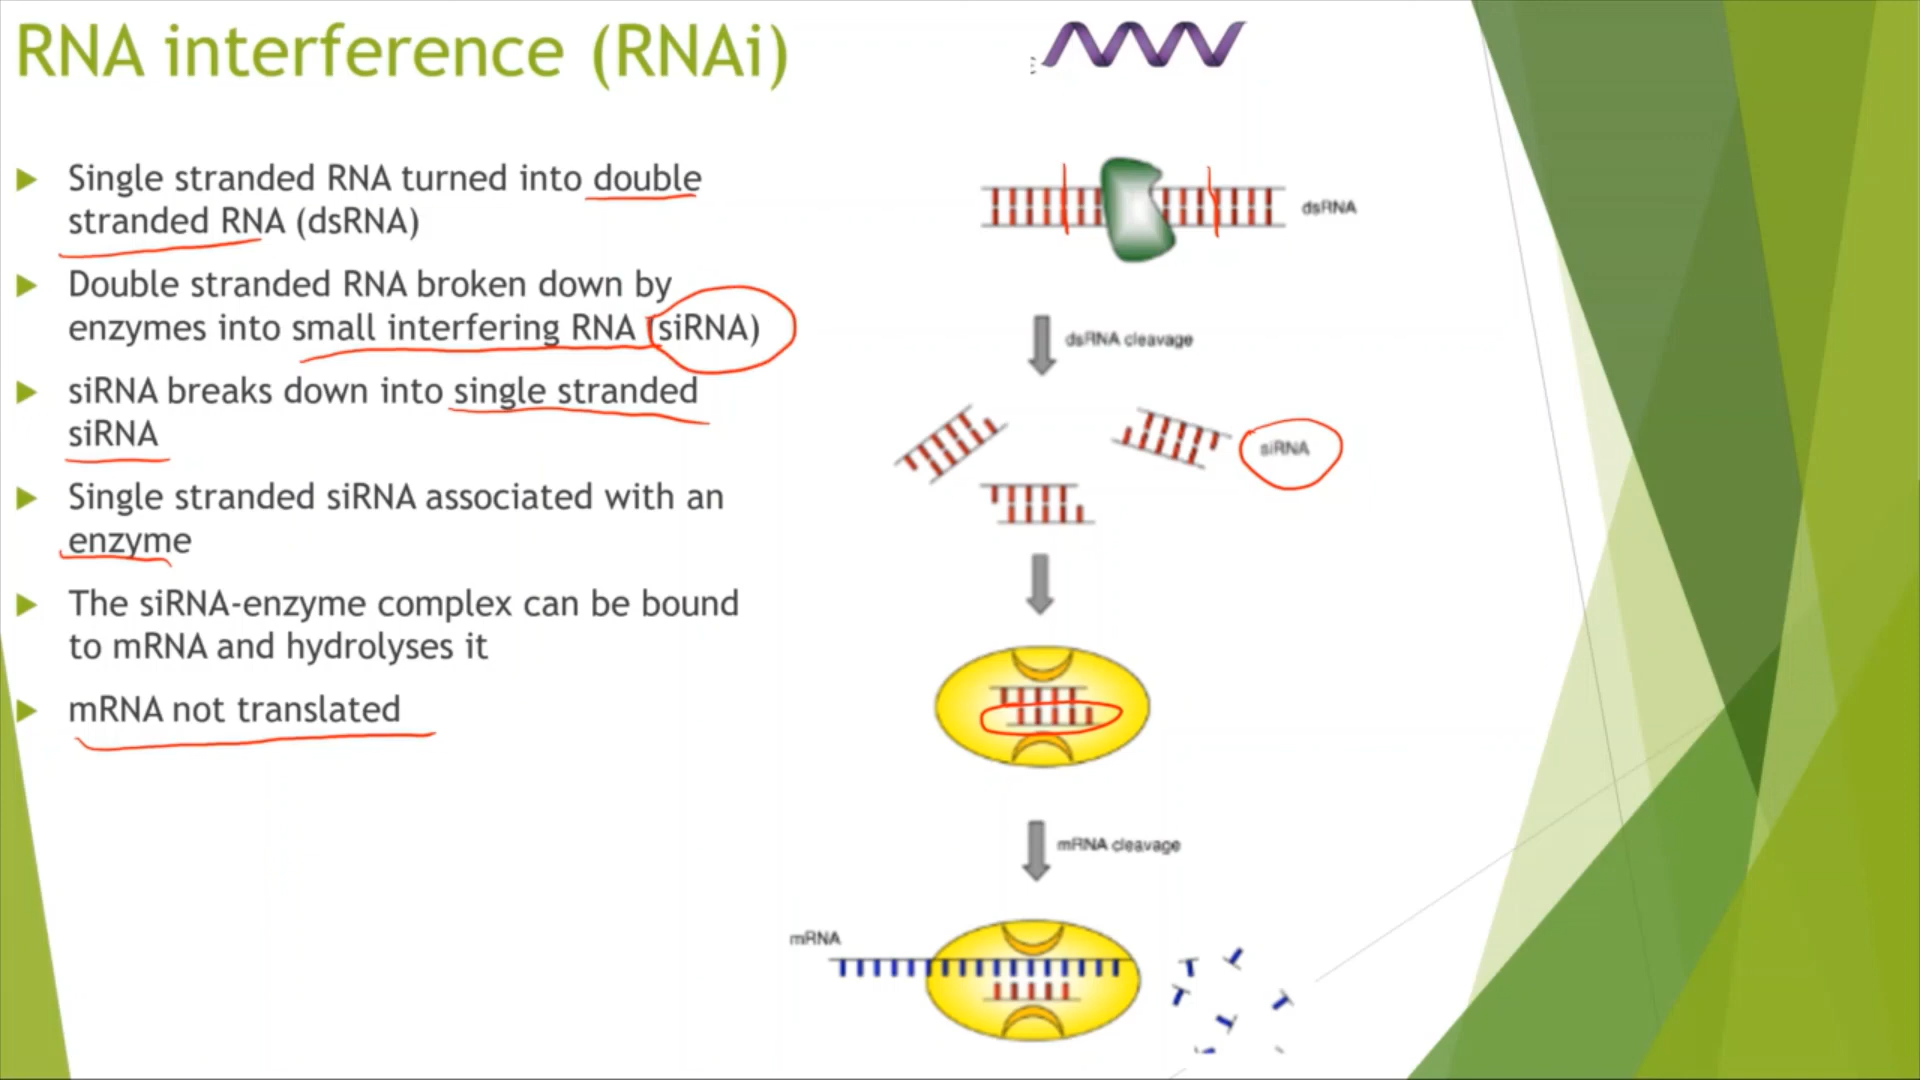 RNA interference (RNAi)
Single stranded RNA turned into double
stranded RNA (dsRNA)
Double stranded RNA broken down by
enzymes into small interfering RNA (siRNA)
siRNA breaks down into single stranded
siRNA
Single stranded siRNA associated with an
enzyme
The siRNA-enzyme complex can be bound
to mRNA and hydrolyses it
mRNA not translated
dsRNA
dsRNA cleavage
siRNA
mRNA cleavage
mRNA